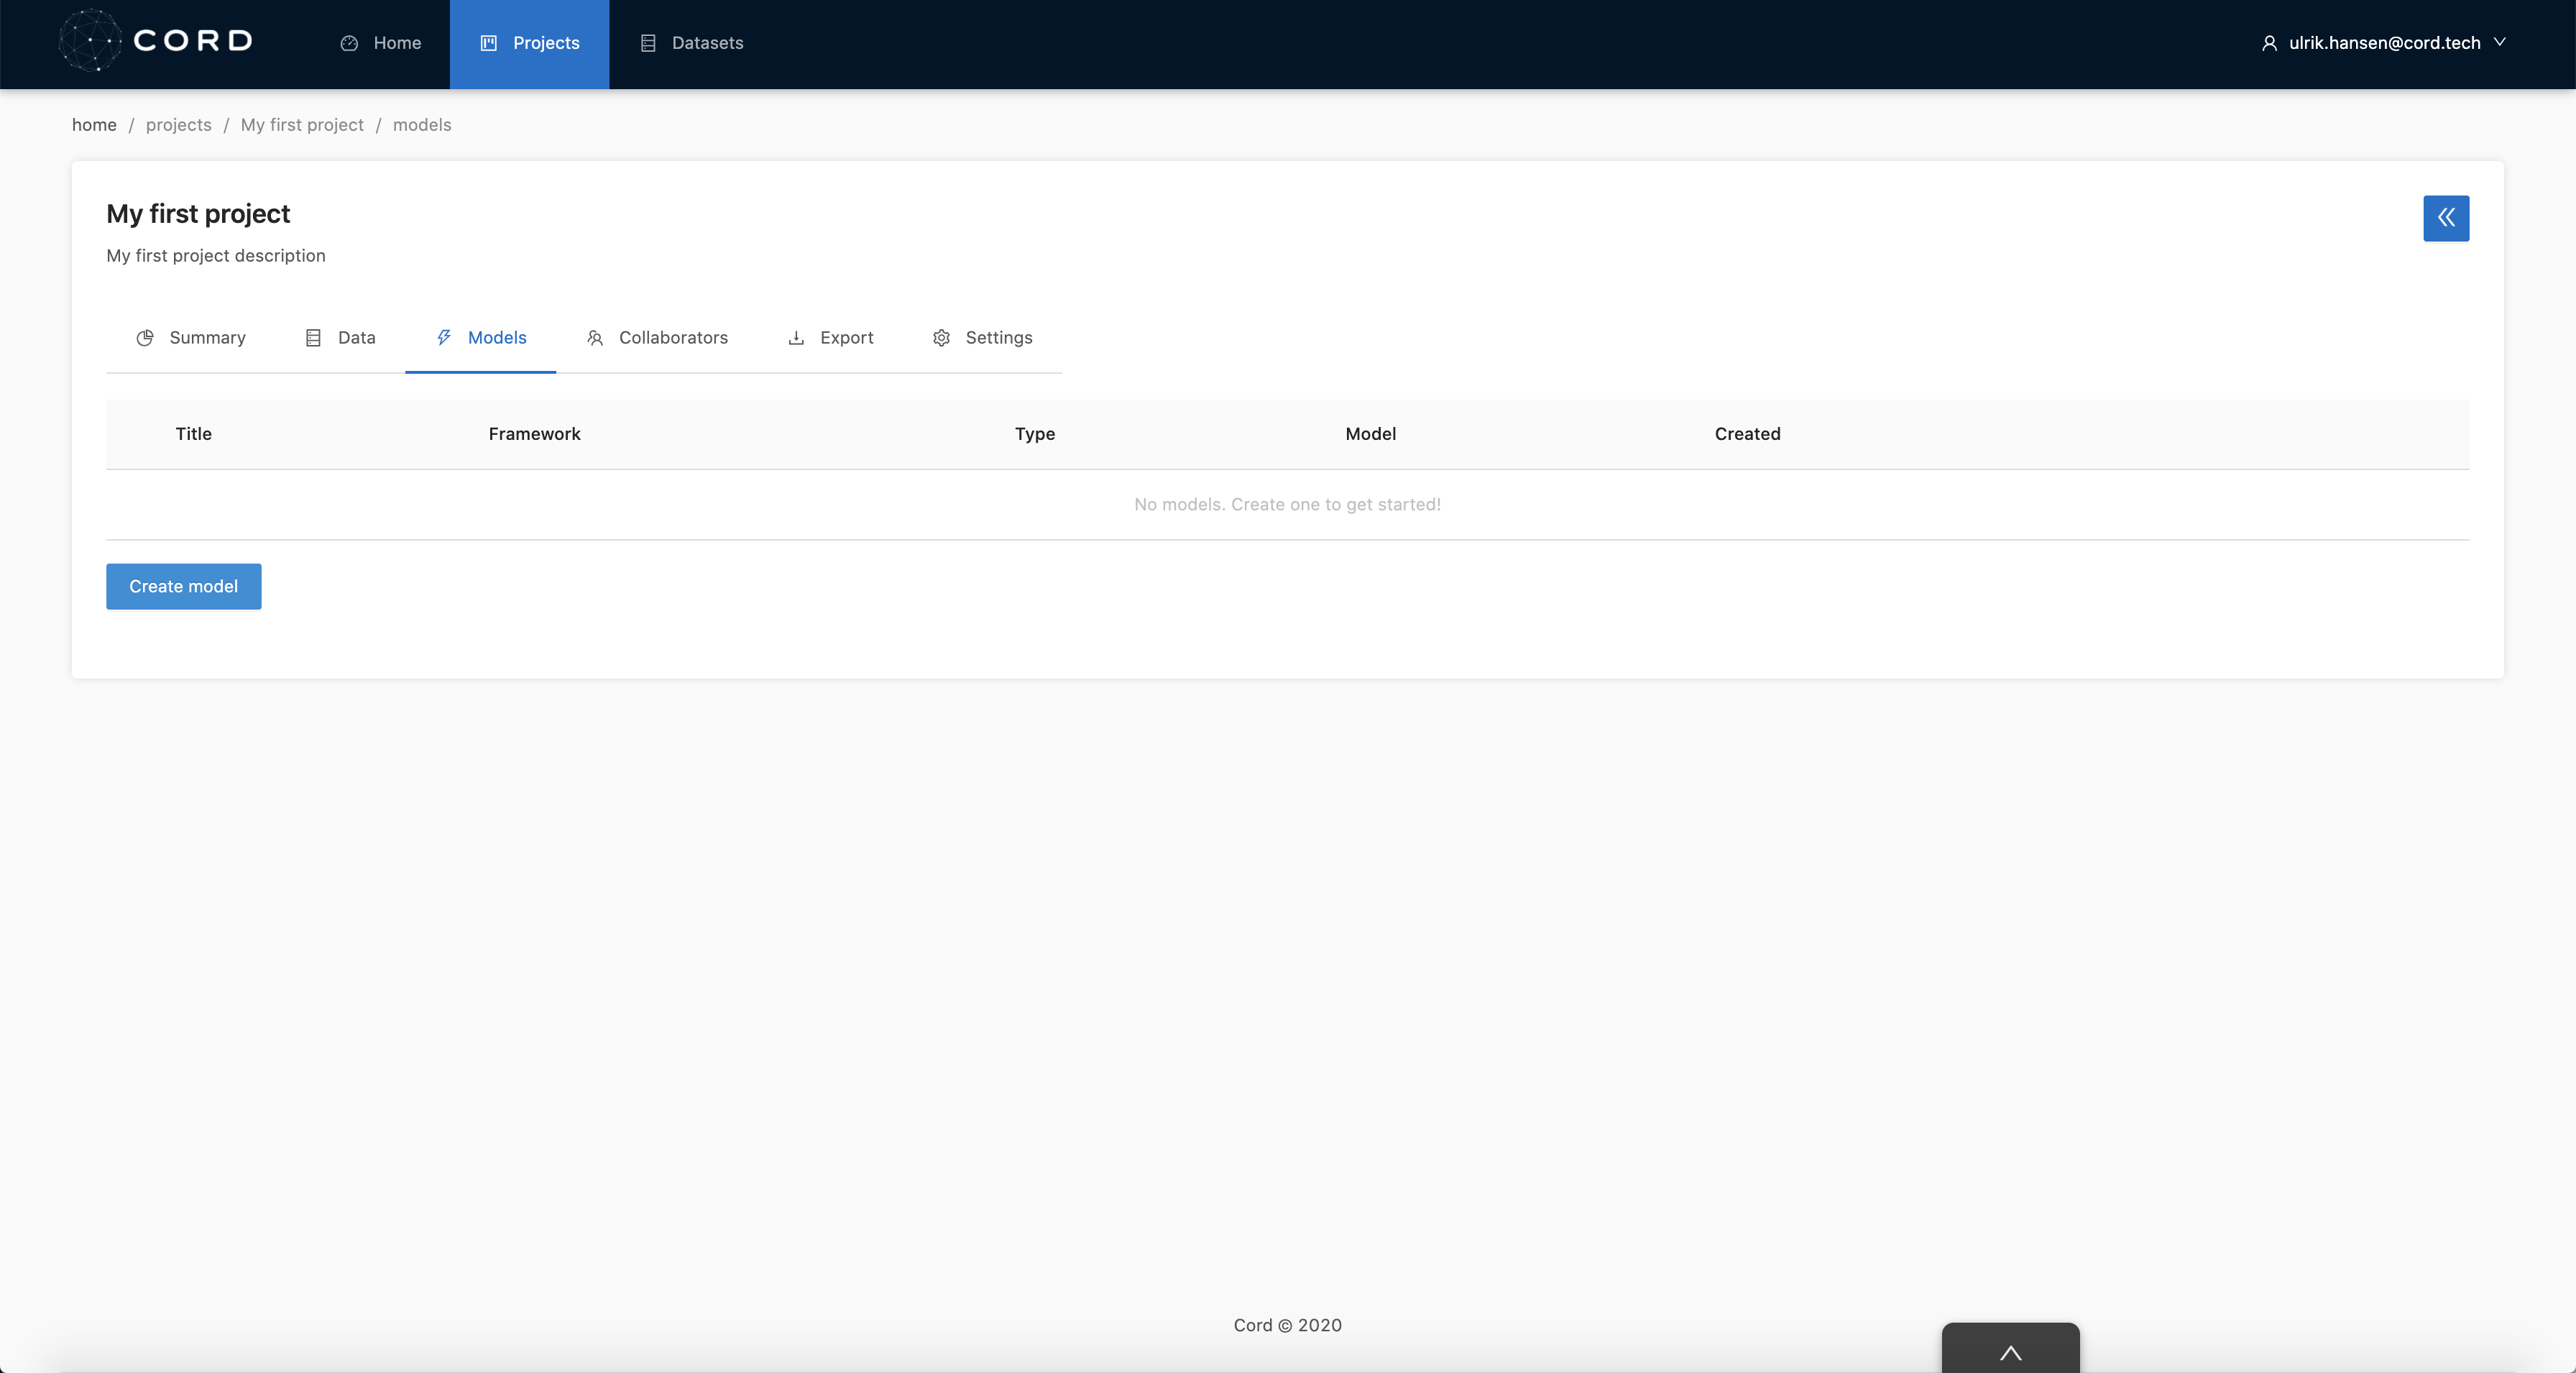 CORD Home Projects Datasets ulrik.hansen@cord.tech
home / projects / My first project / models
My first project
My first project description
Summary Data Models Collaborators Export Settings
Title Framework Type Model Created
No models. Create one to get started!
Create model
Cord © 2020